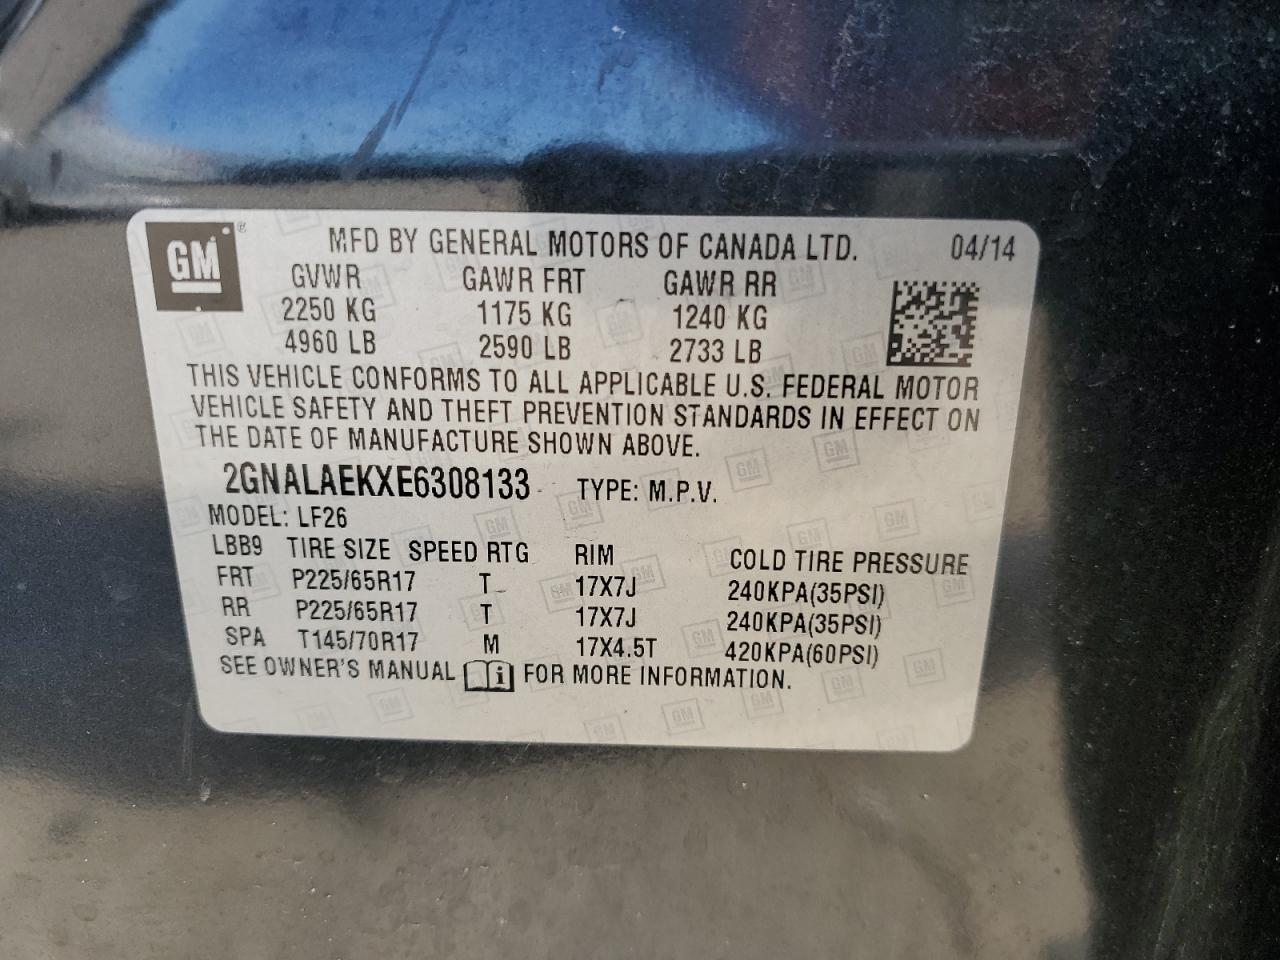 GM ® MFD BY GENERAL MOTORS OF CANADA LTD. 04/14
GVWR GAWR FRT GAWR RR
2250 KG 1175 KG 1240 KG
4960 LB 2590 LB 2733 LB
THIS VEHICLE CONFORMS TO ALL APPLICABLE U.S. FEDERAL MOTOR
VEHICLE SAFETY AND THEFT PREVENTION STANDARDS IN EFFECT ON
THE DATE OF MANUFACTURE SHOWN ABOVE.
2GNALAEKXE6308133 TYPE: M.P.V.
MODEL: LF26
LBB9 TIRE SIZE SPEED RTG RIM COLD TIRE PRESSURE
FRT P225/65R17 T 17X7J 240KPA(35PSI)
RR P225/65R17 T 17X7J 240KPA(35PSI)
SPA T145/70R17 M 17X4.5T 420KPA(60PSI)
SEE OWNER'S MANUAL i FOR MORE INFORMATION.